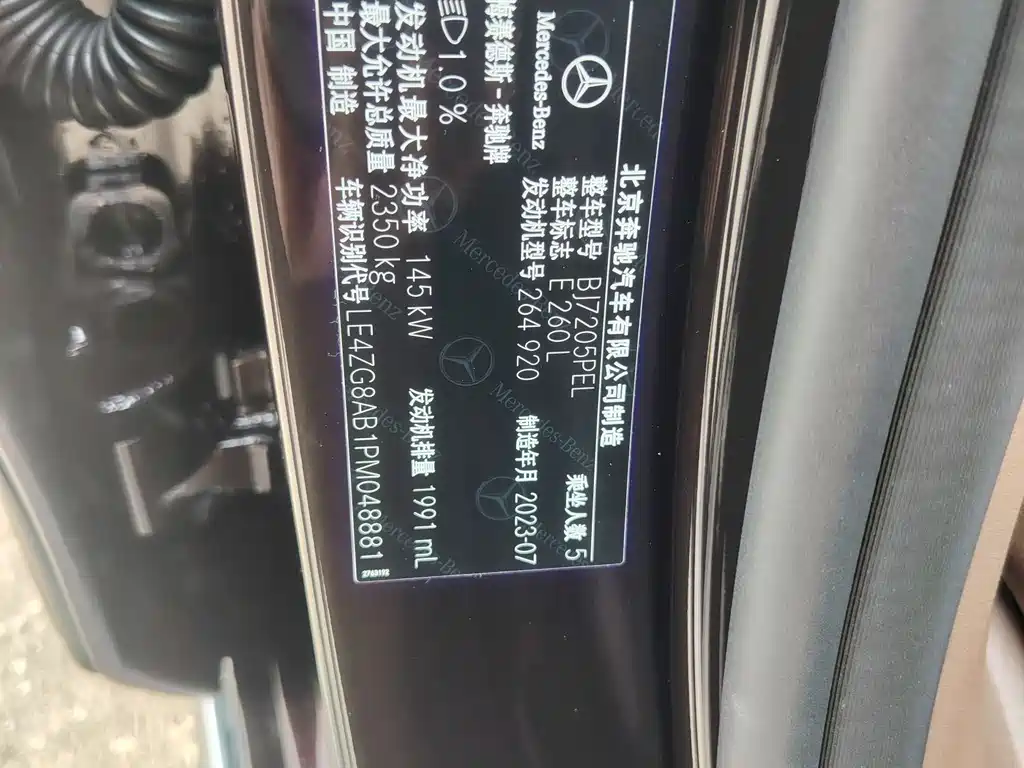 北京奔驰汽车有限公司制造
Mercedes-Benz
整车型号 BJ7205PEL 乘坐人数 5
整车标志 E 260 L
发动机型号 264 920 制造年月 2023-07
梅赛德斯-奔驰牌
1.0%
发动机最大净功率 145 kW 发动机排量 1991 mL
最大允许总质量 2350 kg
中国 制造 车辆识别代号 LE4ZG8AB1PM048881
2763192